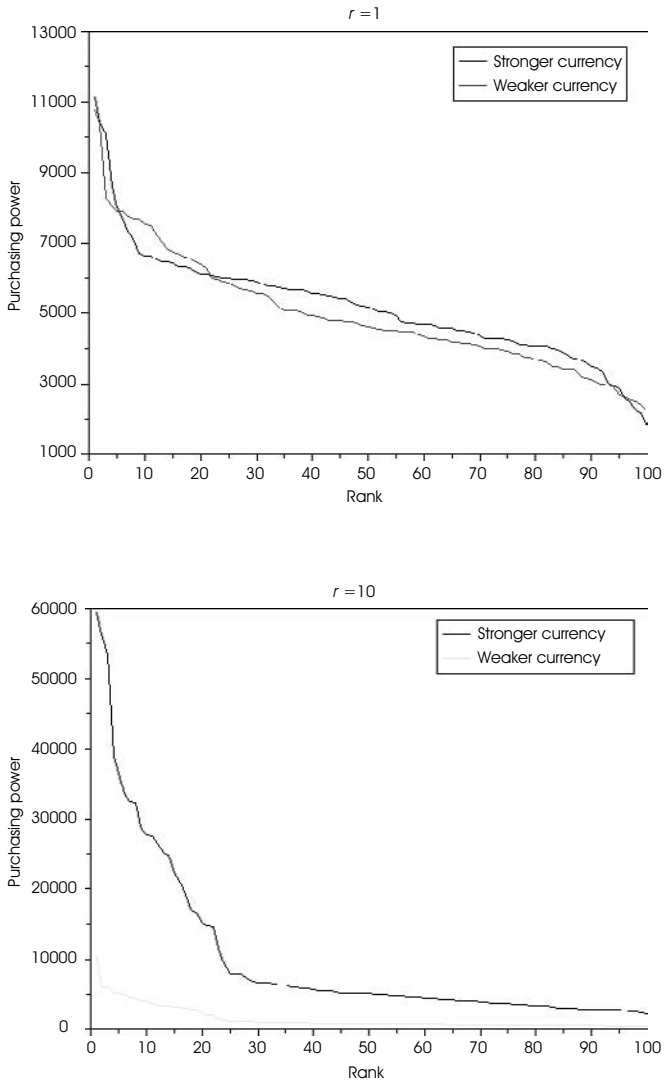 r = 1
13000
11000
9000
7000
5000
3000
1000
Purchasing power
Stronger currency
Weaker currency
0 10 20 30 40 50 60 70 80 90 100
Rank
r = 10
60000
50000
40000
30000
20000
10000
0
Purchasing power
Stronger currency
Weaker currency
0 10 20 30 40 50 60 70 80 90 100
Rank